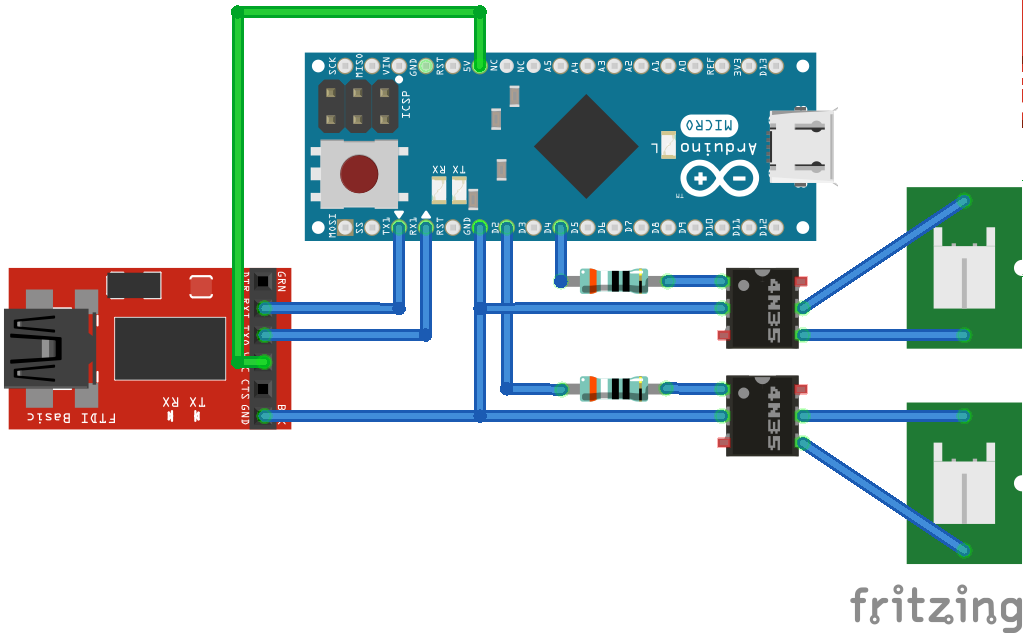 SCK
MISO
VIN
GND
RST
5V
NC
NC
A5
A4
A3
A2
A1
A0
REF
3V3
D13
ICSP
MICRO
Arduino
TM
L
RX TX
MOSI
SS
TX1
RX1
RST
GND
D2
D3
D4
D5
D6
D7
D8
D9
D10
D11
D12
GRN
DTR
RXI
TXO
CTS
GND
RX TX
FTDI Basic
4N35
4N35
fritzing